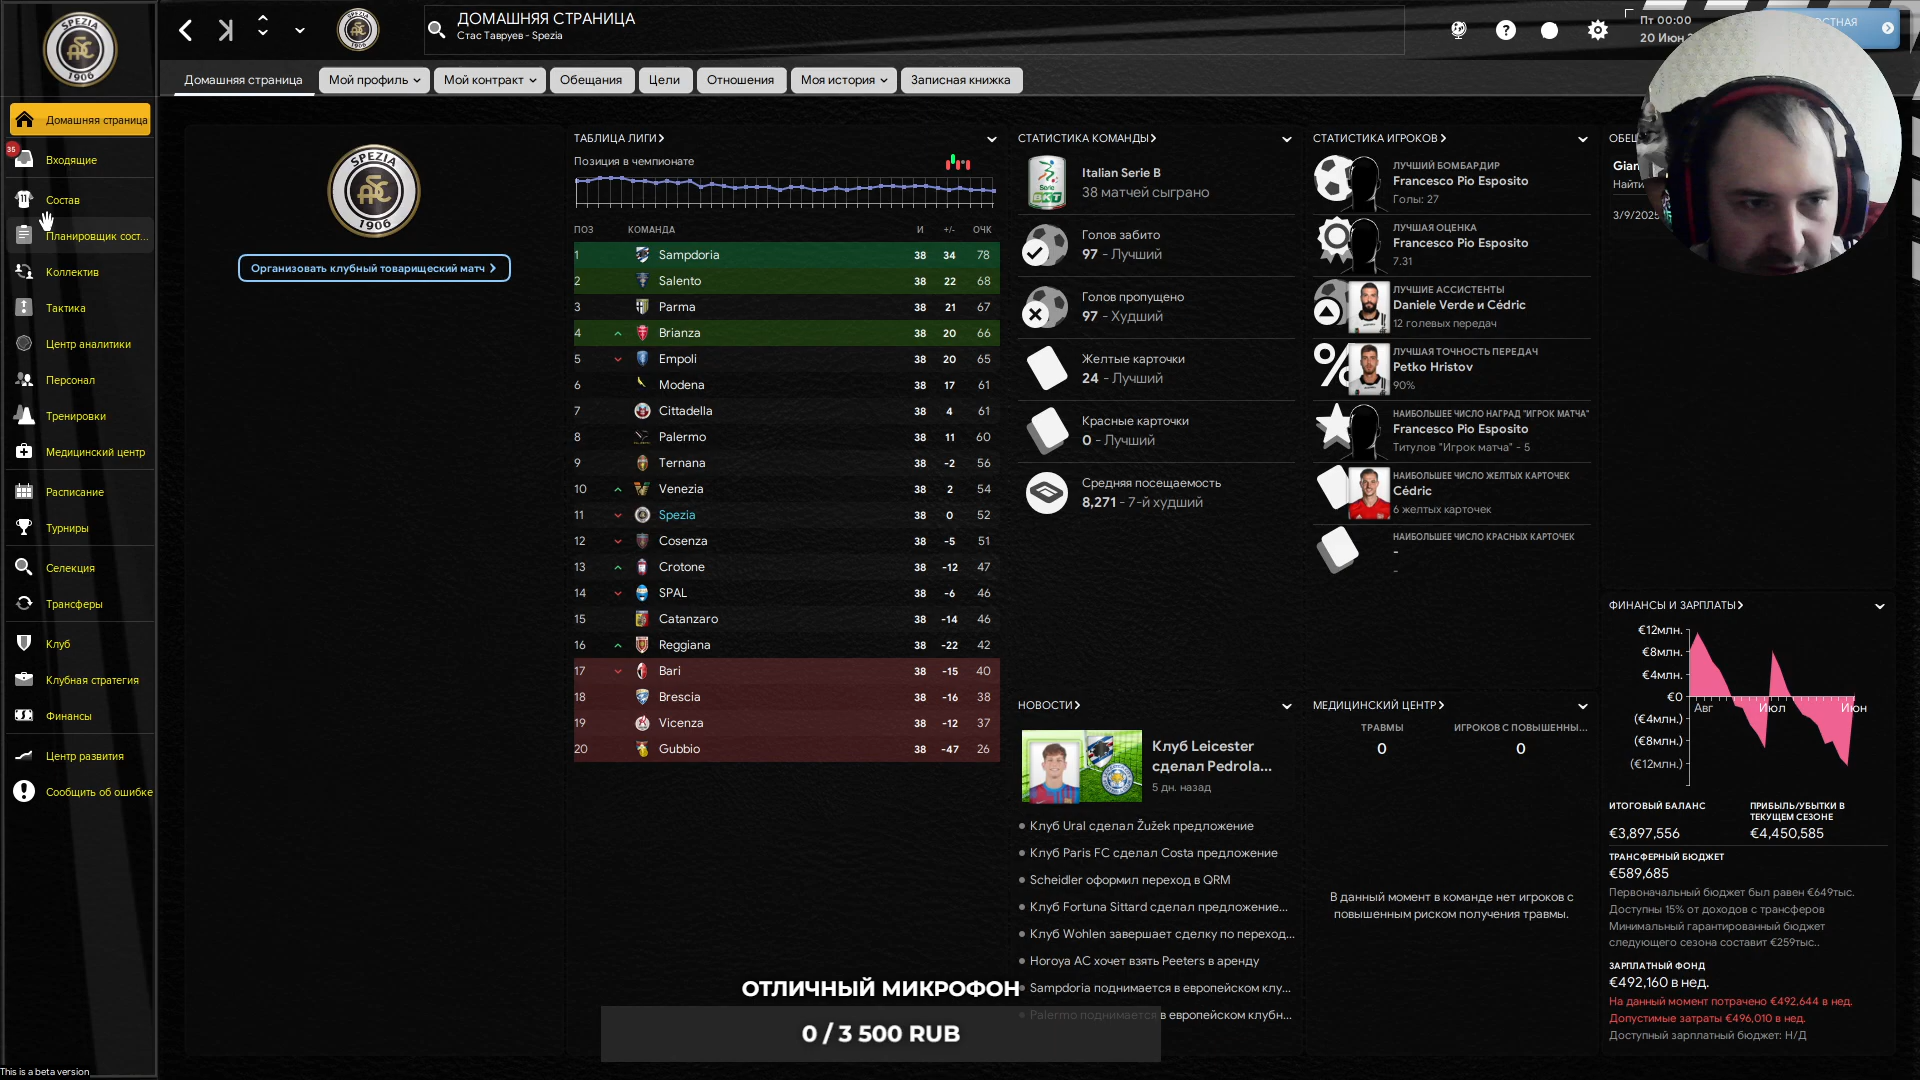 SPEZIA
1906
ДОМАШНЯЯ СТРАНИЦА
Стас Тавруев - Spezia
Пт 00:00
20 Июн
Домашняя страница
Мой профиль
Мой контракт
Обещания
Цели
Отношения
Моя история
Записная книжка
Домашняя страница
35
Входящие
Состав
Планировщик сост...
Коллектив
Тактика
Центр аналитики
Персонал
Тренировки
Медицинский центр
Расписание
Турниры
Селекция
Трансферы
Клуб
Клубная стратегия
Финансы
Центр развития
Сообщить об ошибке
This is a beta version
SPEZIA
1906
Организовать клубный товарищеский матч
ТАБЛИЦА ЛИГИ
Позиция в чемпионате
ПОЗ КОМАНДА И +/- ОЧК
1 Sampdoria 38 34 78
2 Salento 38 22 68
3 Parma 38 21 67
4 Brianza 38 20 66
5 Empoli 38 20 65
6 Modena 38 17 61
7 Cittadella 38 4 61
8 Palermo 38 11 60
9 Ternana 38 -2 56
10 Venezia 38 2 54
11 Spezia 38 0 52
12 Cosenza 38 -5 51
13 Crotone 38 -12 47
14 SPAL 38 -6 46
15 Catanzaro 38 -14 46
16 Reggiana 38 -22 42
17 Bari 38 -15 40
18 Brescia 38 -16 38
19 Vicenza 38 -12 37
20 Gubbio 38 -47 26
СТАТИСТИКА КОМАНДЫ
Italian Serie B
38 матчей сыграно
Голов забито
97 - Лучший
Голов пропущено
97 - Худший
Желтые карточки
24 - Лучший
Красные карточки
0 - Лучший
Средняя посещаемость
8,271 - 7-й худший
СТАТИСТИКА ИГРОКОВ
ЛУЧШИЙ БОМБАРДИР
Francesco Pio Esposito
Голы: 27
ЛУЧШАЯ ОЦЕНКА
Francesco Pio Esposito
7.31
ЛУЧШИЕ АССИСТЕНТЫ
Daniele Verde и Cédric
12 голевых передач
ЛУЧШАЯ ТОЧНОСТЬ ПЕРЕДАЧ
Petko Hristov
90%
НАИБОЛЬШЕЕ ЧИСЛО НАГРАД "ИГРОК МАТЧА"
Francesco Pio Esposito
Титулов "Игрок матча" - 5
НАИБОЛЬШЕЕ ЧИСЛО ЖЕЛТЫХ КАРТОЧЕК
Cédric
6 желтых карточек
НАИБОЛЬШЕЕ ЧИСЛО КРАСНЫХ КАРТОЧЕК
-
-
3/9/2025
НОВОСТИ
Клуб Leicester
сделал Pedrola...
5 дн. назад
Клуб Ural сделал Žužek предложение
Клуб Paris FC сделал Costa предложение
Scheidler оформил переход в QRM
Клуб Fortuna Sittard сделал предложение...
Клуб Wohlen завершает сделку по переход...
Horoya AC хочет взять Peeters в аренду
Sampdoria поднимается в европейском клу...
Palermo поднимается в европейском клубн...
МЕДИЦИНСКИЙ ЦЕНТР
ТРАВМЫ
0
ИГРОКОВ С ПОВЫШЕННЫ...
0
В данный момент в команде нет игроков с
повышенным риском получения травмы.
ФИНАНСЫ И ЗАРПЛАТЫ
€12млн.
€8млн.
€4млн.
€0
(€4млн.)
(€8млн.)
(€12млн.)
Авг Июл Июн
ИТОГОВЫЙ БАЛАНС
€3,897,556
ПРИБЫЛЬ/УБЫТКИ В
ТЕКУЩЕМ СЕЗОНЕ
€4,450,585
ТРАНСФЕРНЫЙ БЮДЖЕТ
€589,685
Первоначальный бюджет был равен €649тыс.
Доступны 15% от доходов с трансферов
Минимальный гарантированный бюджет
следующего сезона составит €259тыс..
ЗАРПЛАТНЫЙ ФОНД
€492,160 в нед.
На данный момент потрачено €492,644 в нед.
Допустимые затраты €496,010 в нед.
Доступный зарплатный бюджет: Н/Д
ОТЛИЧНЫЙ МИКРОФОН
0 / 3 500 RUB